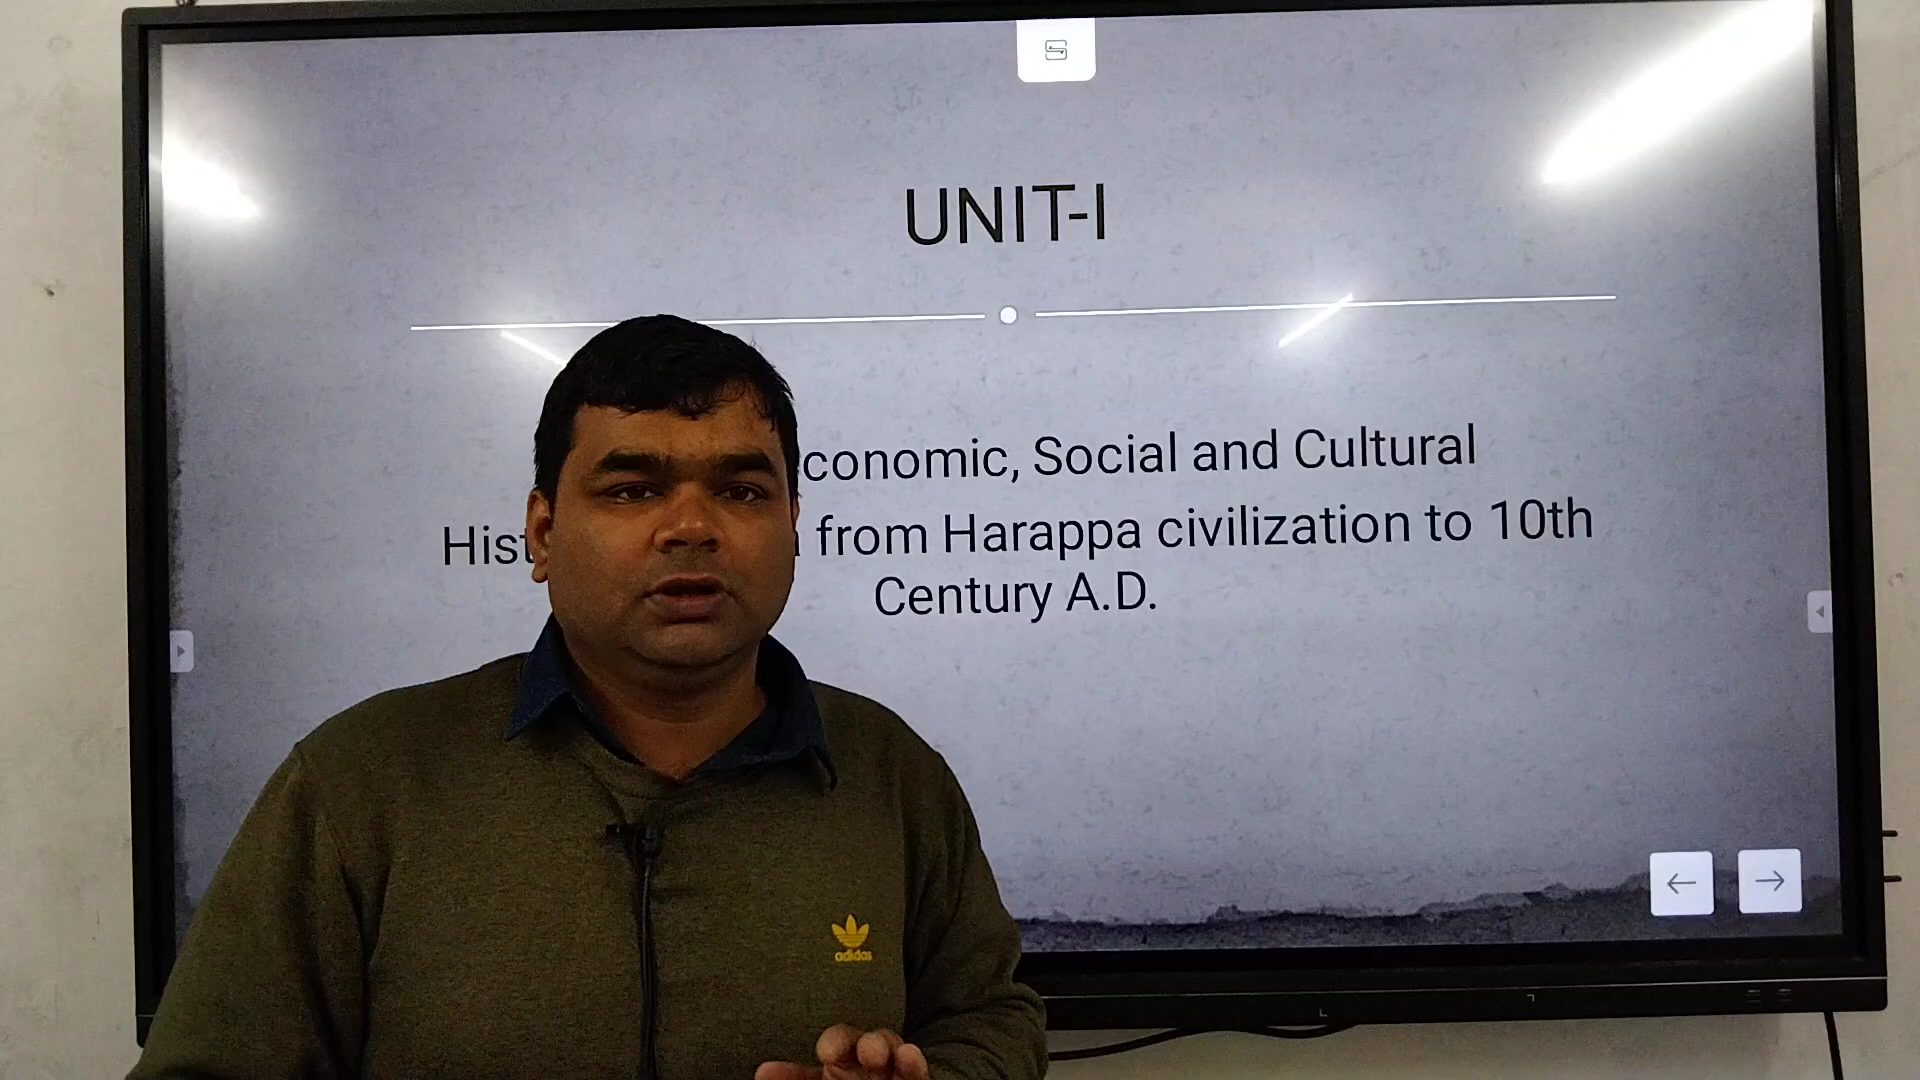 UNIT-I
conomic, Social and Cultural
Hist from Harappa civilization to 10th
Century A.D.
adidas